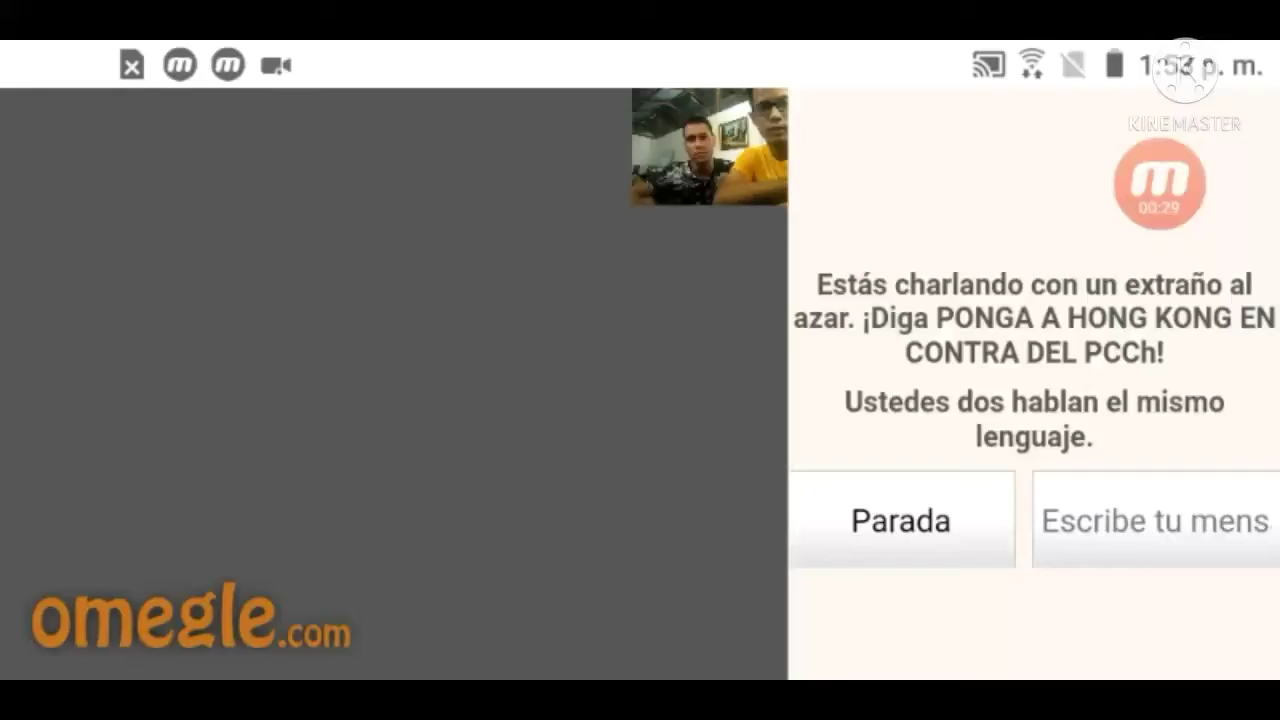 1:53 p. m.
KINEMASTER
m
00:29
Estás charlando con un extraño al
azar. ¡Diga PONGA A HONG KONG EN
CONTRA DEL PCCh!
Ustedes dos hablan el mismo
lenguaje.
Parada
Escribe tu mens
omegle.com